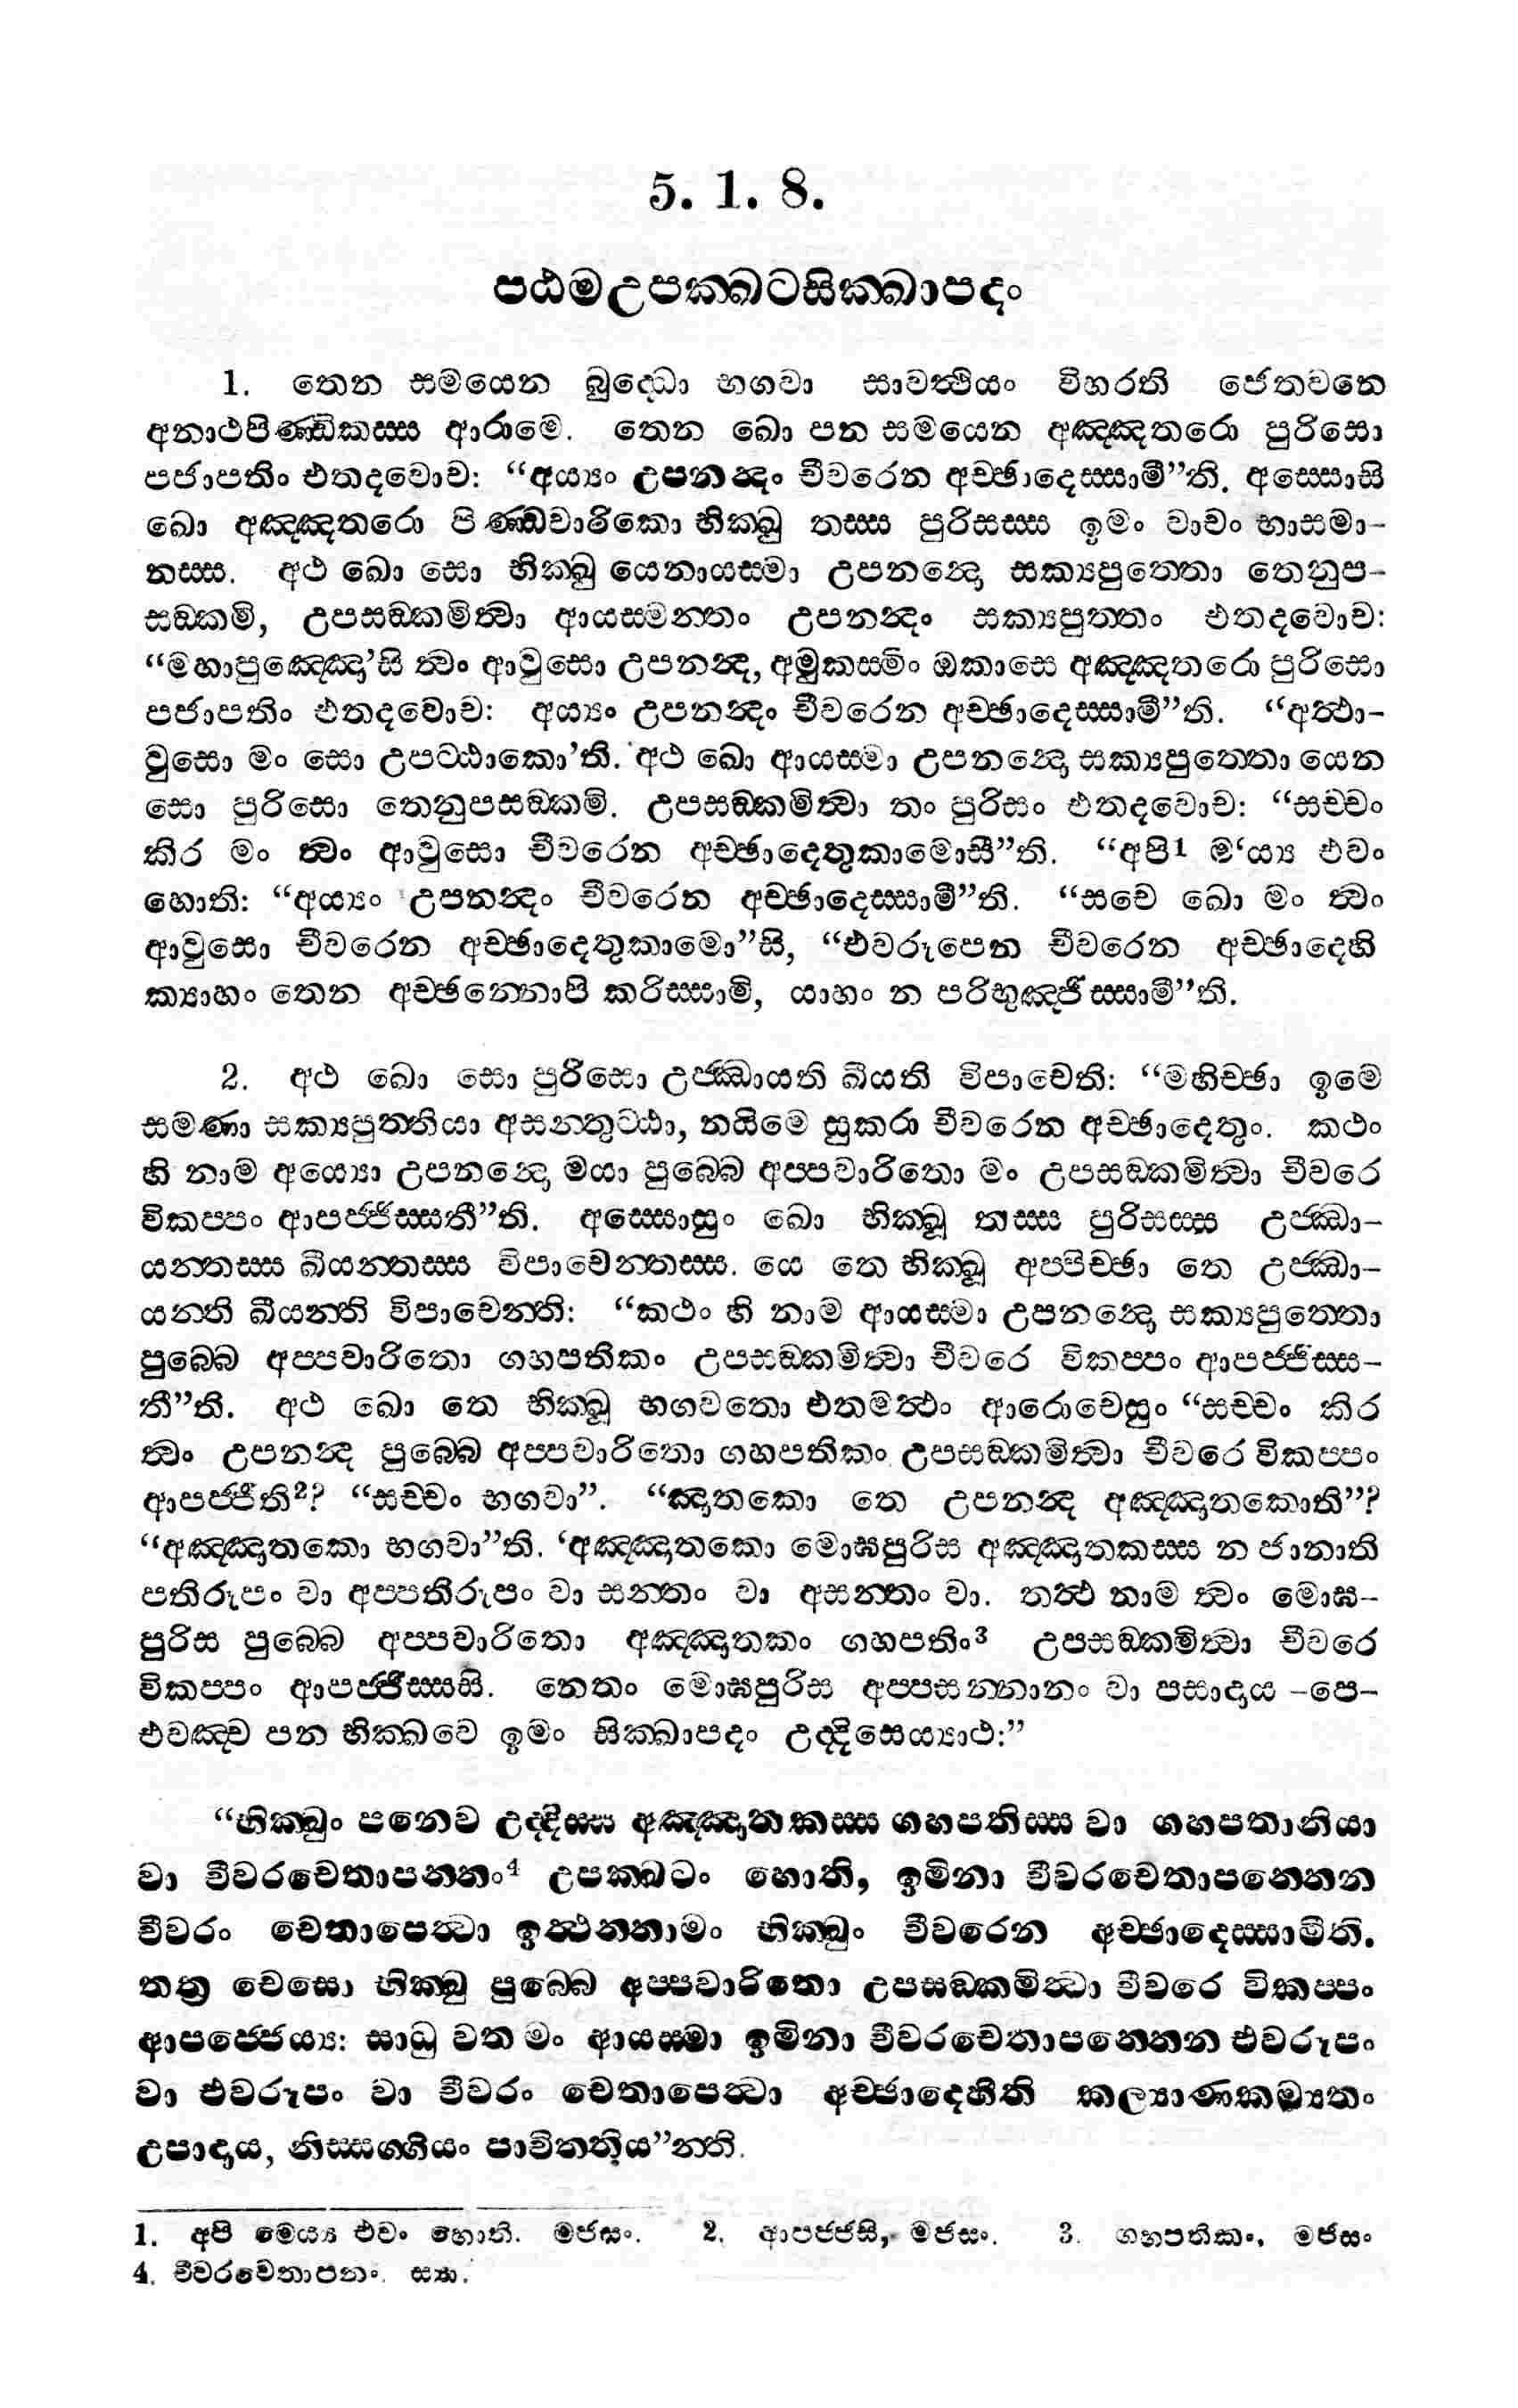 5. 1. 8.
පඨමඋපක්ඛටසික්ඛාපදං
1. තෙන සමයෙන බුද්ධො භගවා සාවත්ථියං විහරති ජෙතවනෙ
අනාථපිණ්ඩිකස්ස ආරාමෙ. තෙන ඛො පන සමයෙන අඤ්ඤතරො පුරිසො
පජාපතිං එතදවොච: “අය්‍යං උපනන්දං චීවරෙන අච්ඡාදෙස්සාමී”ති. අස්සොසි
ඛො අඤ්ඤතරො පිණ්ඩචාරිකො භික්ඛු තස්ස පුරිසස්ස ඉමං වාචං භාසමා-
නස්ස. අථ ඛො සො භික්ඛු යෙනායස්මා උපනන්දො සක්‍යපුත්තො තෙනුප-
සඞ්කමි, උපසඞ්කමිත්වා ආයස්මන්තං උපනන්දං සක්‍යපුත්තං එතදවොච:
“මහාපුඤ්ඤො’සි ත්වං ආවුසො උපනන්ද, අමුකස්මිං ඔකාසෙ අඤ්ඤතරො පුරිසො
පජාපතිං එතදවොච: අය්‍යං උපනන්දං චීවරෙන අච්ඡාදෙස්සාමී”ති. “අත්ථා-
වුසො මං සො උපට්ඨාකො’ති. අථ ඛො ආයස්මා උපනන්දො සක්‍යපුත්තො යෙන
සො පුරිසො තෙනුපසඞ්කමි. උපසඞ්කමිත්වා තං පුරිසං එතදවොච: “සච්චං
කිර මං ත්වං ආවුසො චීවරෙන අච්ඡාදෙතුකාමොසී”ති. “අපි1 ම‘ය්‍ය එවං
හොති: “අය්‍යං උපනන්දං චීවරෙන අච්ඡාදෙස්සාමී”ති. “සචෙ ඛො මං ත්වං
ආවුසො චීවරෙන අච්ඡාදෙතුකාමො”සි, “එවරූපෙන චීවරෙන අච්ඡාදෙහි
ක්‍යාහං තෙන අච්ඡන්නොපි කරිස්සාමි, යාහං න පරිභුඤ්ජිස්සාමී”ති.
2. අථ ඛො සො පුරිසො උජ්ඣායති ඛීයති විපාචෙති: “මහිච්ඡා ඉමෙ
සමණා සක්‍යපුත්තියා අසන්තුට්ඨා, නයිමෙ සුකරා චීවරෙන අච්ඡාදෙතුං. කථං
හි නාම අය්‍යො උපනන්දො මයා පුබ්බෙ අප්පවාරිතො මං උපසඞ්කමිත්වා චීවරෙ
විකප්පං ආපජ්ජිස්සතී”ති. අස්සොසුං ඛො භික්ඛූ තස්ස පුරිසස්ස උජ්ඣා-
යන්තස්ස ඛීයන්තස්ස විපාචෙන්තස්ස. යෙ තෙ භික්ඛූ අප්පිච්ඡා තෙ උජ්ඣා-
යන්ති ඛීයන්ති විපාචෙන්ති: “කථං හි නාම ආයස්මා උපනන්දො සක්‍යපුත්තො
පුබ්බෙ අප්පවාරිතො ගහපතිකං උපසඞ්කමිත්වා චීවරෙ විකප්පං ආපජ්ජිස්ස-
තී”ති. අථ ඛො තෙ භික්ඛූ භගවතො එතමත්ථං ආරොචෙසුං “සච්චං කිර
ත්වං උපනන්ද පුබ්බෙ අප්පවාරිතො ගහපතිකං උපසඞ්කමිත්වා චීවරෙ විකප්පං
ආපජ්ජීති2? “සච්චං භගවා”. “ඤාතකො තෙ උපනන්ද අඤ්ඤාතකොති”?
“අඤ්ඤාතකො භගවා”ති. ‘අඤ්ඤාතකො මොඝපුරිස අඤ්ඤාතකස්ස න ජානාති
පතිරූපං වා අප්පතිරූපං වා සන්තං වා අසන්තං වා. තත්ථ නාම ත්වං මොඝ-
පුරිස පුබ්බෙ අප්පවාරිතො අඤ්ඤාතකං ගහපතිං3 උපසඞ්කමිත්වා චීවරෙ
විකප්පං ආපජ්ජිස්සසි. නෙතං මොඝපුරිස අප්පසන්නානං වා පසාදාය -පෙ-
එවඤ්ච පන භික්ඛවෙ ඉමං සික්ඛාපදං උද්දිසෙය්‍යාථ:”
“භික්ඛුං පනෙව උද්දිස්ස අඤ්ඤාතකස්ස ගහපතිස්ස වා ගහපතානියා
වා චීවරචෙතාපන්නං4 උපක්ඛටං හොති, ඉමිනා චීවරචෙතාපන්නෙන
චීවරං චෙතාපෙත්වා ඉත්ථන්නාමං භික්ඛුං චීවරෙන අච්ඡාදෙස්සාමීති.
තත්‍ර චෙසො භික්ඛු පුබ්බෙ අප්පවාරිතො උපසඞ්කමිත්වා චීවරෙ විකප්පං
ආපජ්ජෙය්‍ය: සාධු වත මං ආයස්මා ඉමිනා චීවරචෙතාපන්නෙන එවරූපං
වා එවරූපං වා චීවරං චෙතාපෙත්වා අච්ඡාදෙහීති කල්‍යාණකම්‍යතං
උපාදාය, නිස්සග්ගියං පාචිත්තිය”න්ති.
1. අපි මෙය්‍ය එවං හොති. මජසං. 2. ආපජ්ජසි, මජසං. 3. ගහපතිකං, මජසං
4. චීවරචෙතාපනං. ස්‍යා.